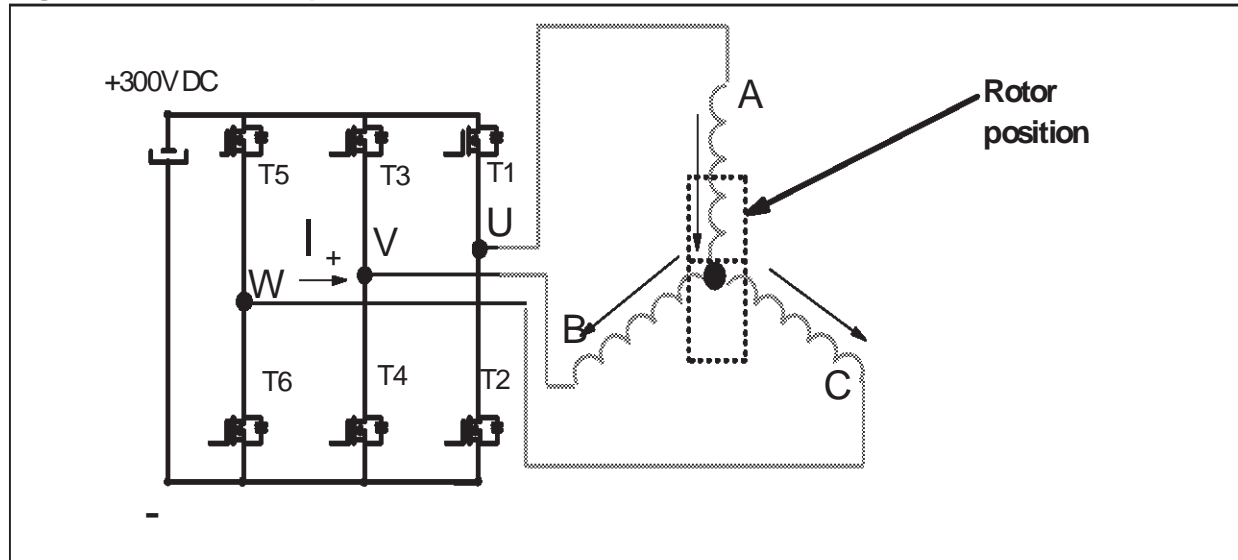 +300V DC
A
Rotor
position
T5
T3
T1
U
I
+
V
W
B
C
T6
T4
T2
-